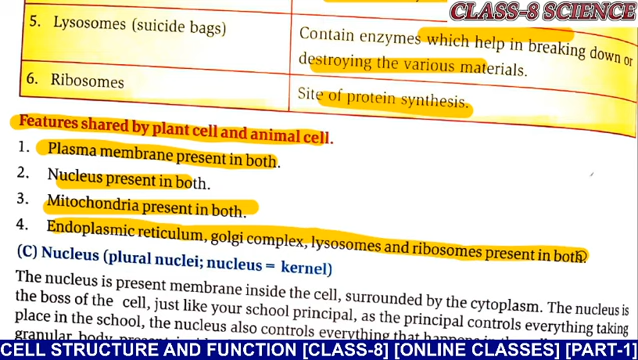 CLASS-8 SCIENCE
5. Lysosomes (suicide bags)
Contain enzymes which help in breaking down or
destroying the various materials.
6. Ribosomes
Site of protein synthesis.
Features shared by plant cell and animal cell.
1. Plasma membrane present in both.
2. Nucleus present in both.
3. Mitochondria present in both.
4. Endoplasmic reticulum, golgi complex, lysosomes and ribosomes present in both.
(C) Nucleus (plural nuclei; nucleus = kernel)
The nucleus is present membrane inside the cell, surrounded by the cytoplasm. The nucleus is
the boss of the cell, just like your school principal, as the principal controls everything taking
place in the school, the nucleus also controls everything that happens in the
granular body present
CELL STRUCTURE AND FUNCTION [CLASS-8] [ONLINE CLASSES] [PART-1]